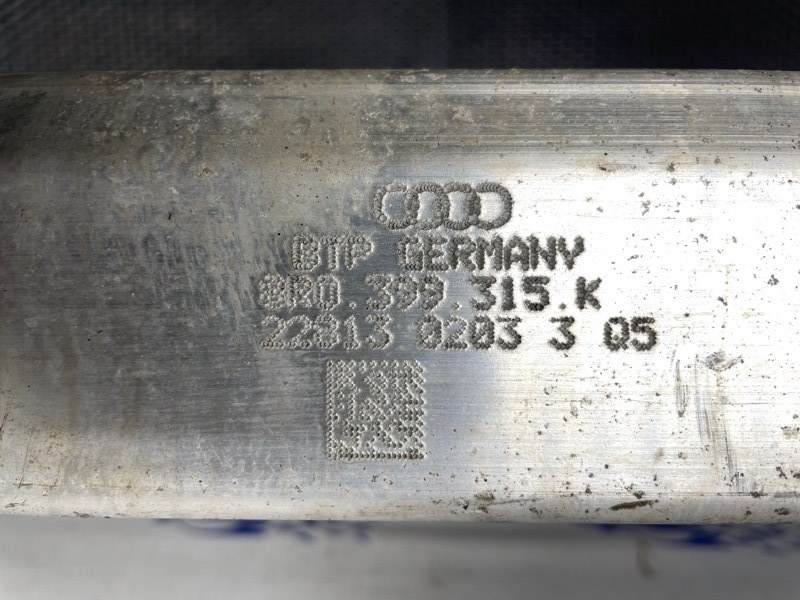 BTP GERMANY
8R0.399.315.K
22813 0203 3 Q5